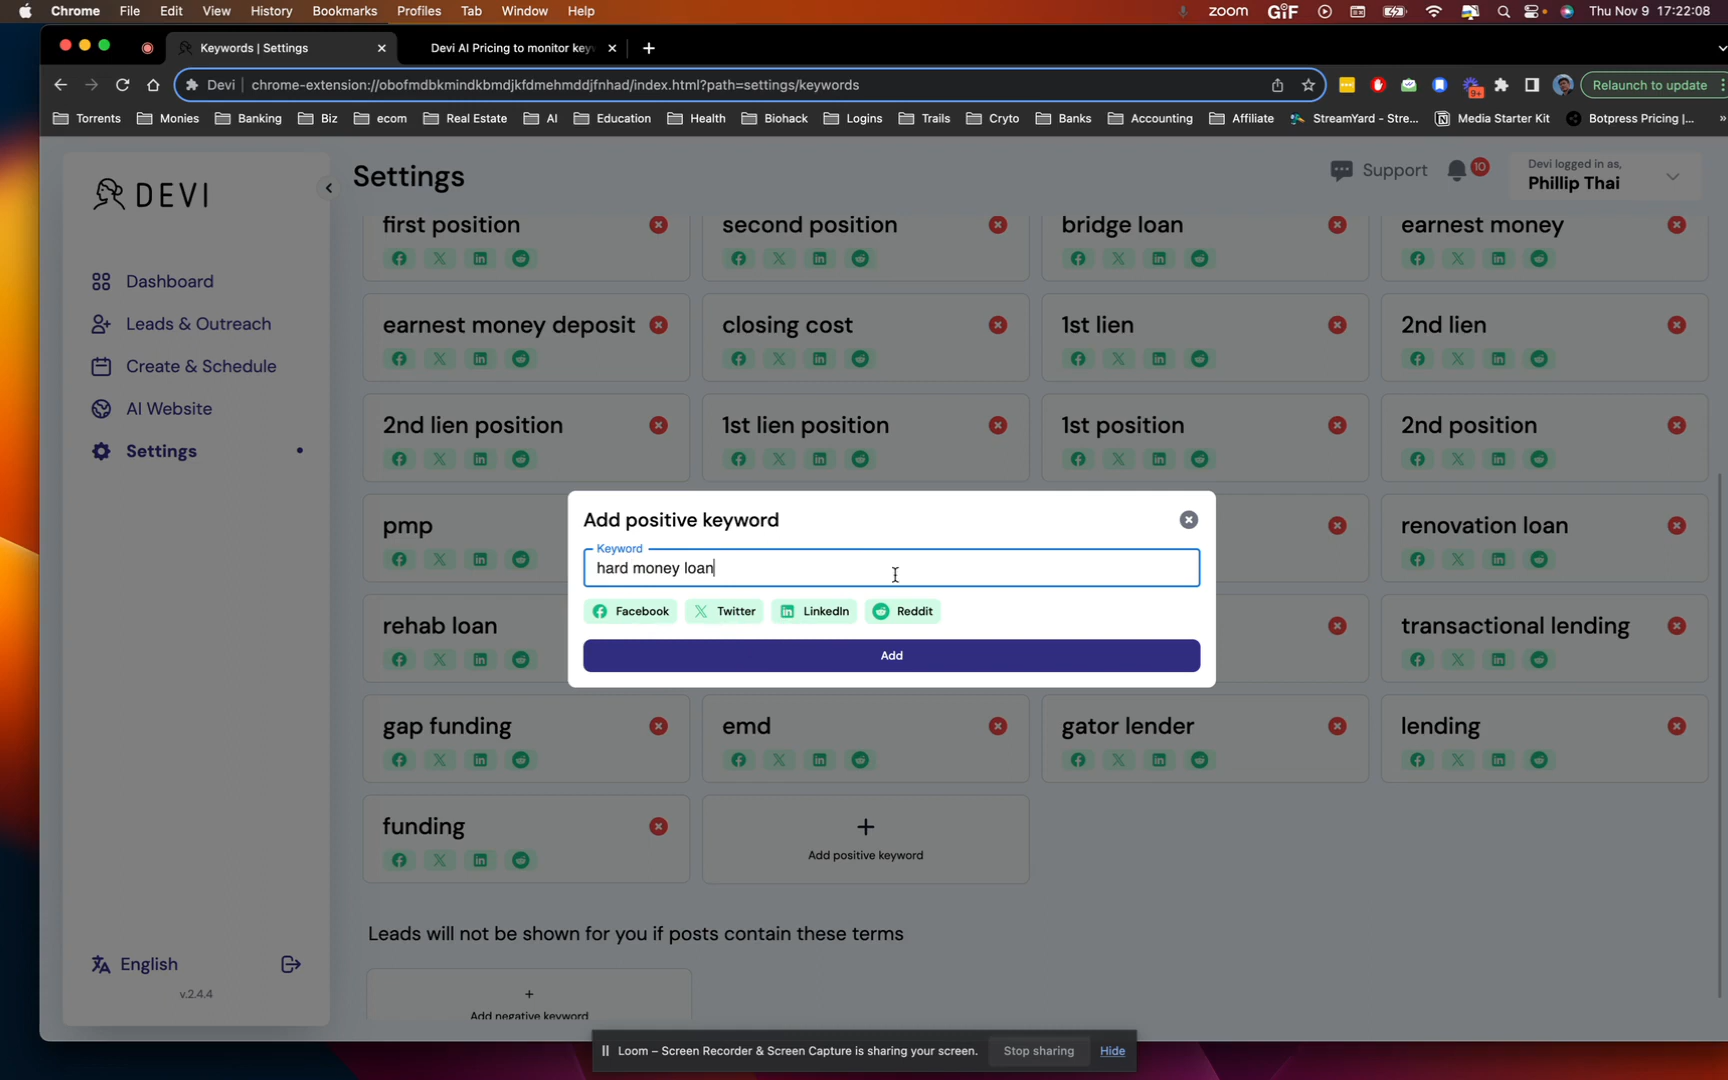 Chrome File Edit View History Bookmarks Profiles Tab Window Help zoom GIF Thu Nov 9 17:22:08
Keywords | Settings Devi AI Pricing to monitor key
Devi chrome-extension://obofmdbkmindkbmdjkfdmehmddjfnhad/index.html?path=settings/keywords 9+ Relaunch to update
Torrents Monies Banking Biz ecom Real Estate AI Education Health Biohack Logins Trails Cryto Banks Accounting Affiliate StreamYard - Stre... Media Starter Kit Botpress Pricing |... »
DEVI
Settings
Support
10
Devi logged in as,
Phillip Thai
Dashboard
Leads & Outreach
Create & Schedule
AI Website
Settings
English
v.2.4.4
first position second position bridge loan earnest money
earnest money deposit closing cost 1st lien 2nd lien
2nd lien position 1st lien position 1st position 2nd position
pmp renovation loan
Add positive keyword
Keyword
hard money loan
Facebook Twitter LinkedIn Reddit
Add
rehab loan transactional lending
gap funding emd gator lender lending
funding
+
Add positive keyword
Leads will not be shown for you if posts contain these terms
+
Add negative keyword
Loom – Screen Recorder & Screen Capture is sharing your screen. Stop sharing Hide